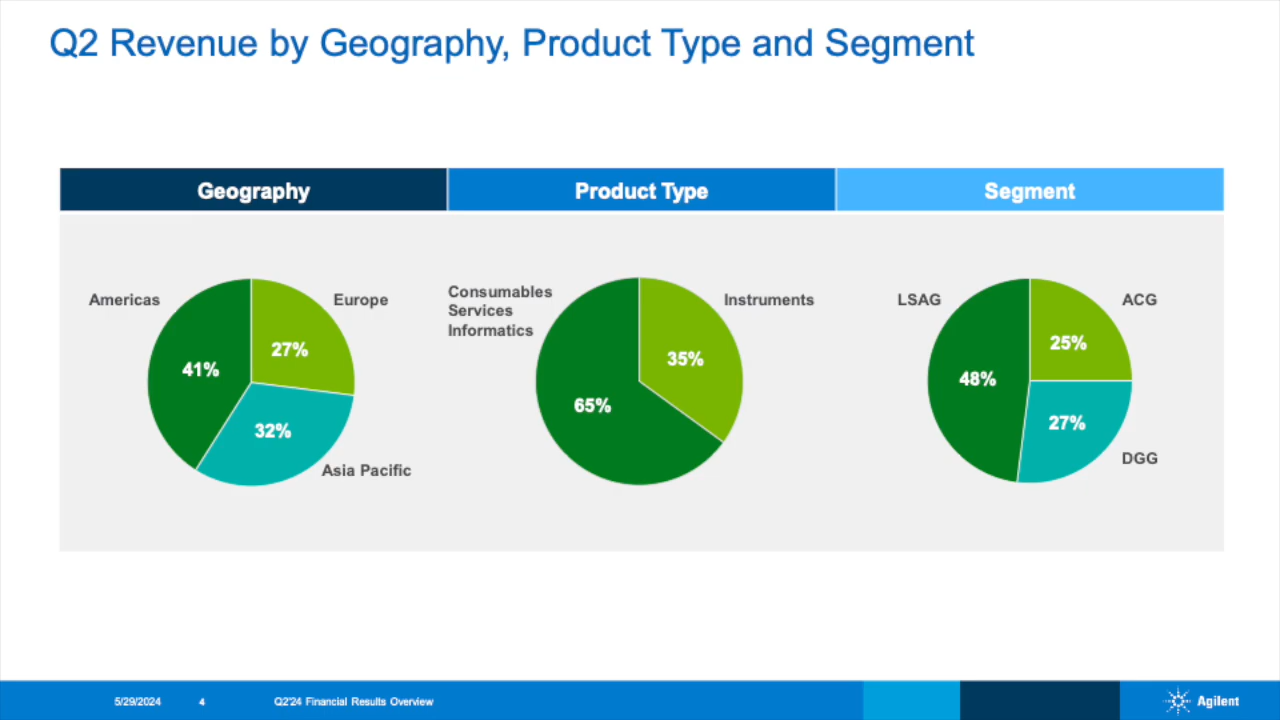 Q2 Revenue by Geography, Product Type and Segment
Geography
Product Type
Segment
Americas
Europe
41%
27%
32%
Asia Pacific
Consumables
Services
Informatics
Instruments
35%
65%
LSAG
ACG
25%
48%
27%
DGG
5/29/2024
4
Q2'24 Financial Results Overview
Agilent